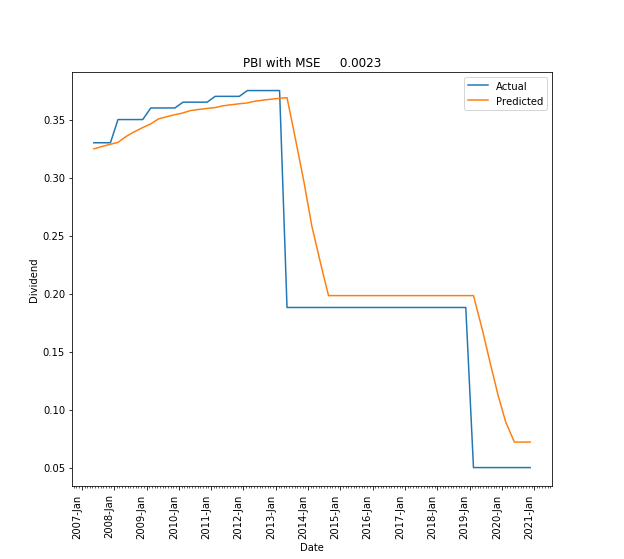 PBI with MSE     0.0023
Actual
Predicted
Dividend
0.35
0.30
0.25
0.20
0.15
0.10
0.05
2007-Jan
2008-Jan
2009-Jan
2010-Jan
2011-Jan
2012-Jan
2013-Jan
2014-Jan
2015-Jan
2016-Jan
2017-Jan
2018-Jan
2019-Jan
2020-Jan
2021-Jan
Date